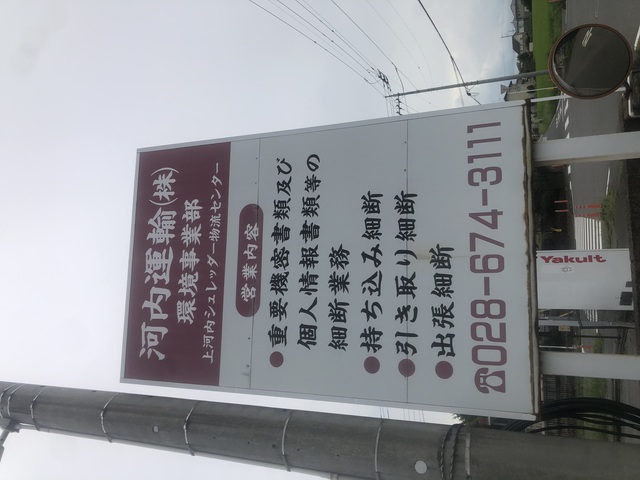 河内運輸(株)
環境事業部
上河内シュレッダー物流センター
営業内容
●重要機密書類及び
個人情報書類等の
細断業務
●持ち込み細断
●引き取り細断
●出張細断
☎028-674-3111
Yakult